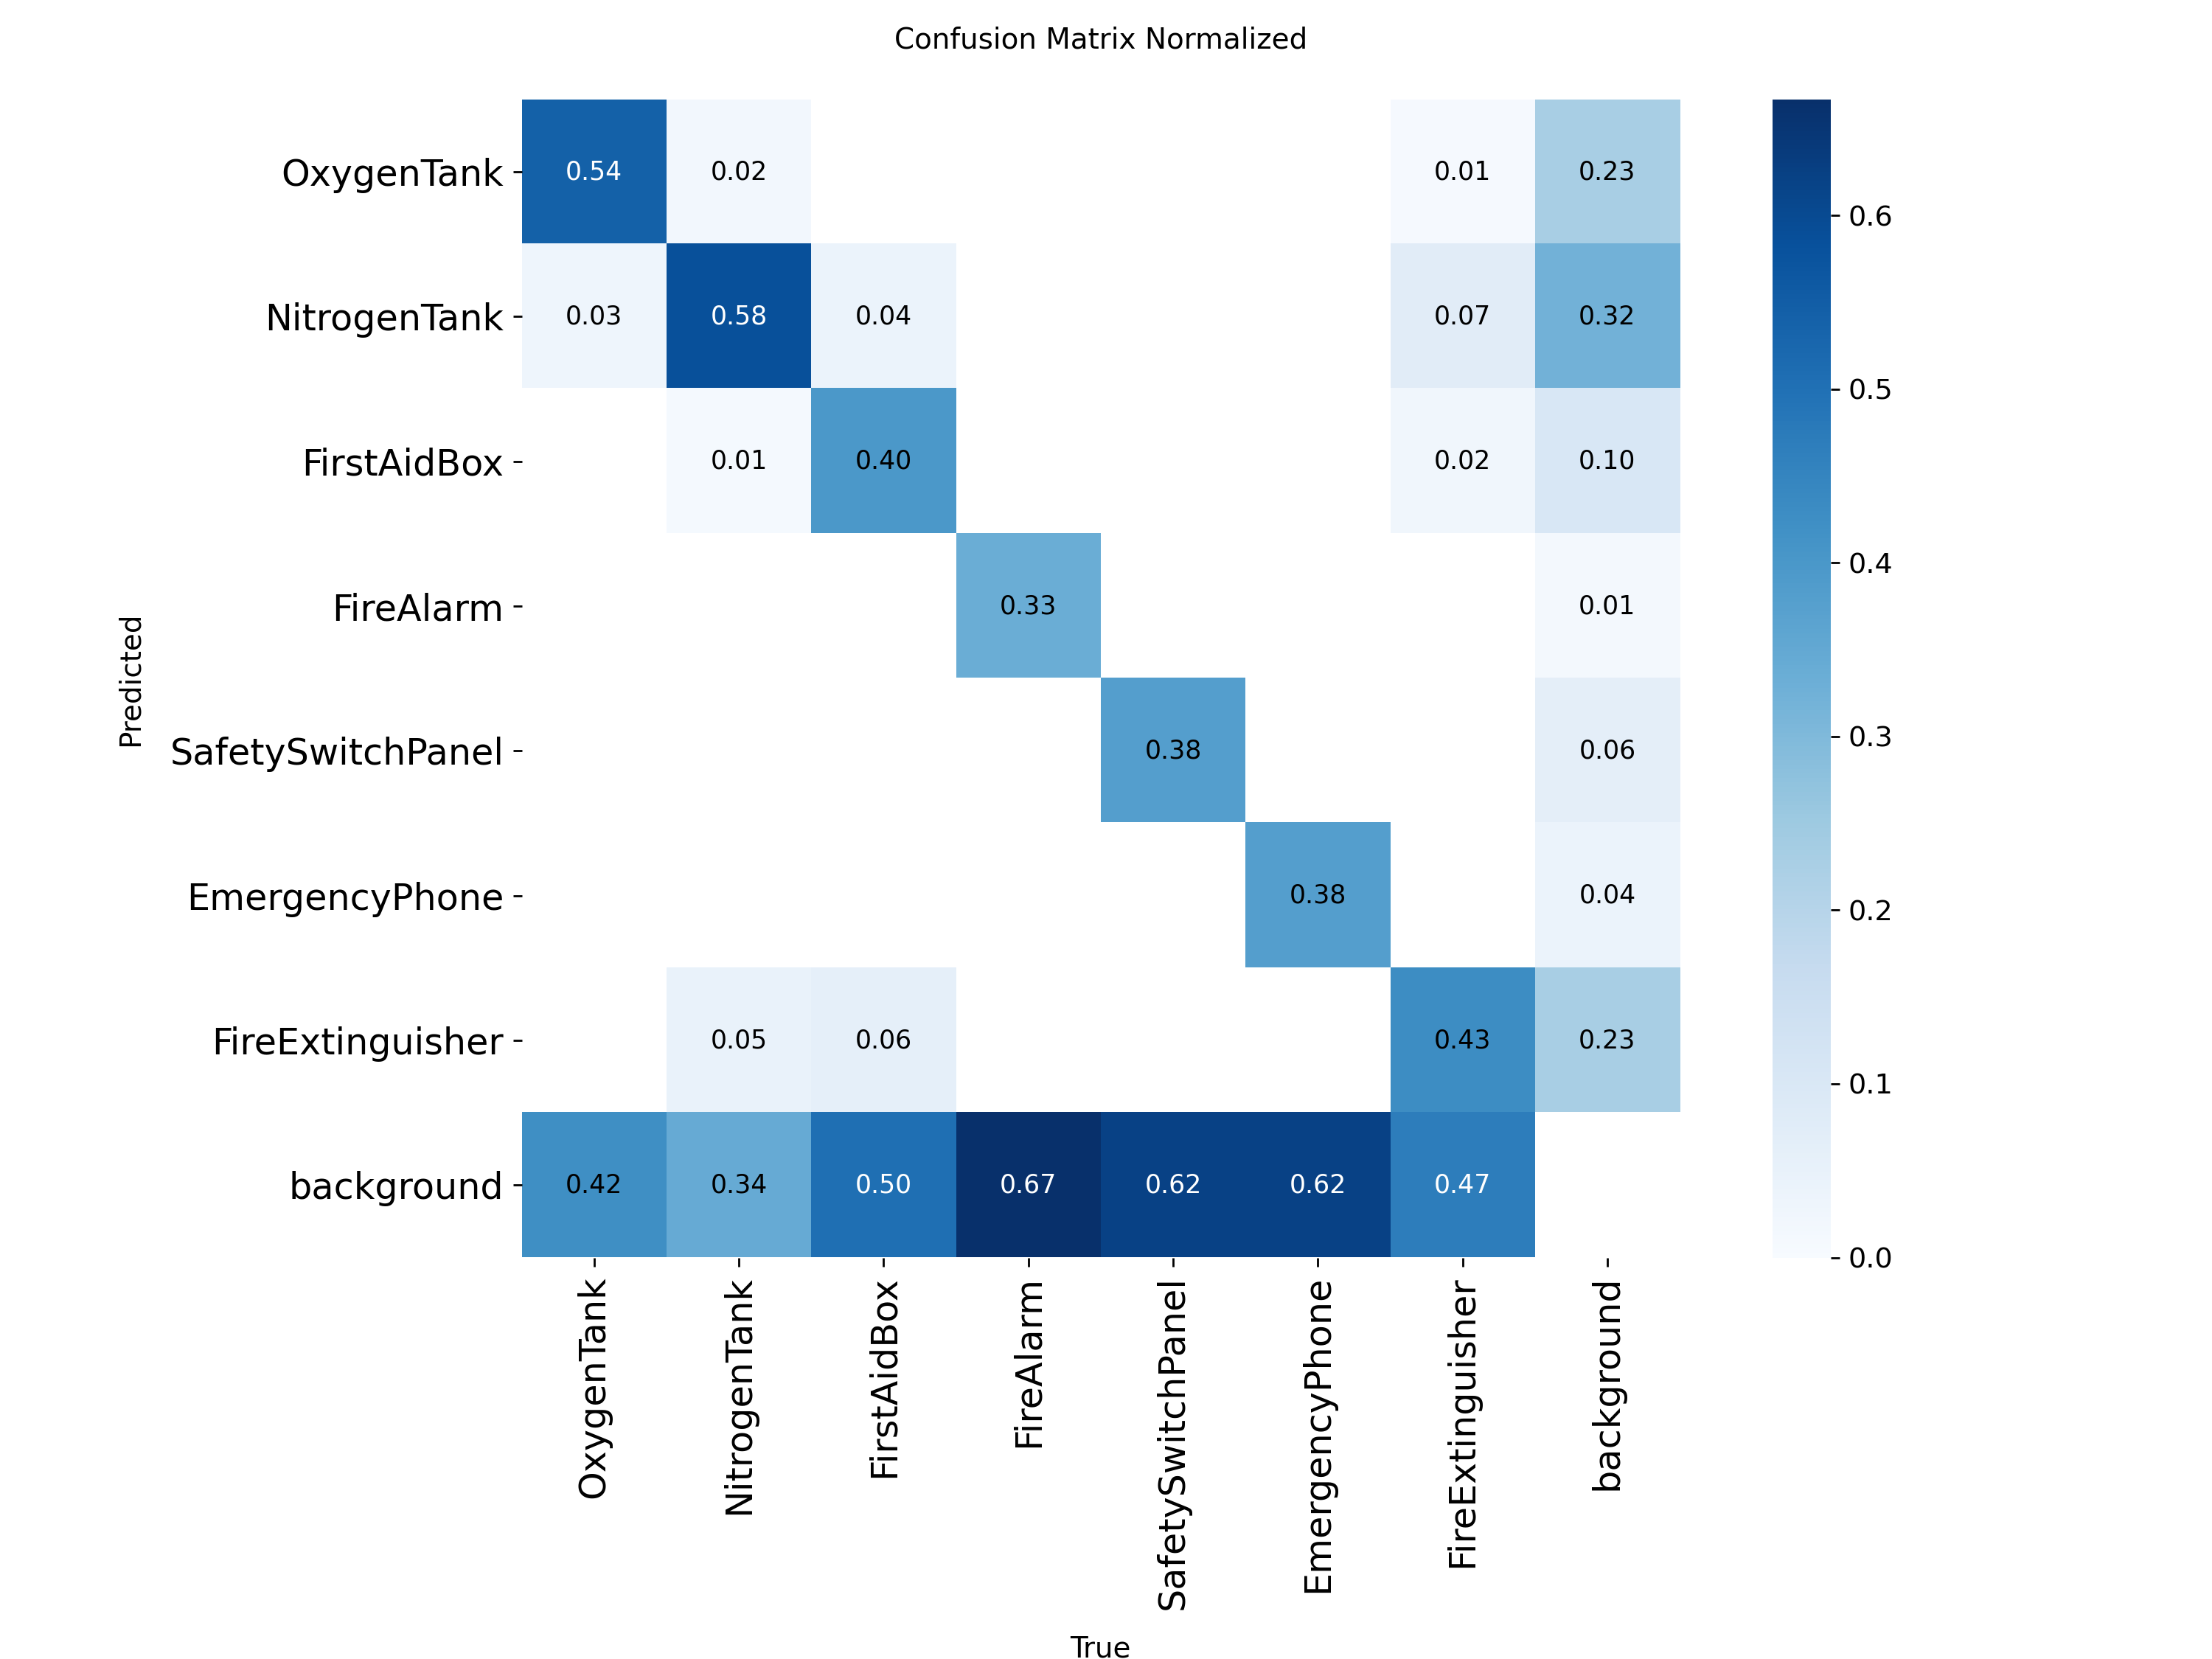 Confusion Matrix Normalized
OxygenTank 0.54 0.02 0.01 0.23
NitrogenTank 0.03 0.58 0.04 0.07 0.32
FirstAidBox 0.01 0.40 0.02 0.10
FireAlarm 0.33 0.01
SafetySwitchPanel 0.38 0.06
EmergencyPhone 0.38 0.04
FireExtinguisher 0.05 0.06 0.43 0.23
background 0.42 0.34 0.50 0.67 0.62 0.62 0.47
Predicted
OxygenTank
NitrogenTank
FirstAidBox
FireAlarm
SafetySwitchPanel
EmergencyPhone
FireExtinguisher
background
True
0.6
0.5
0.4
0.3
0.2
0.1
0.0